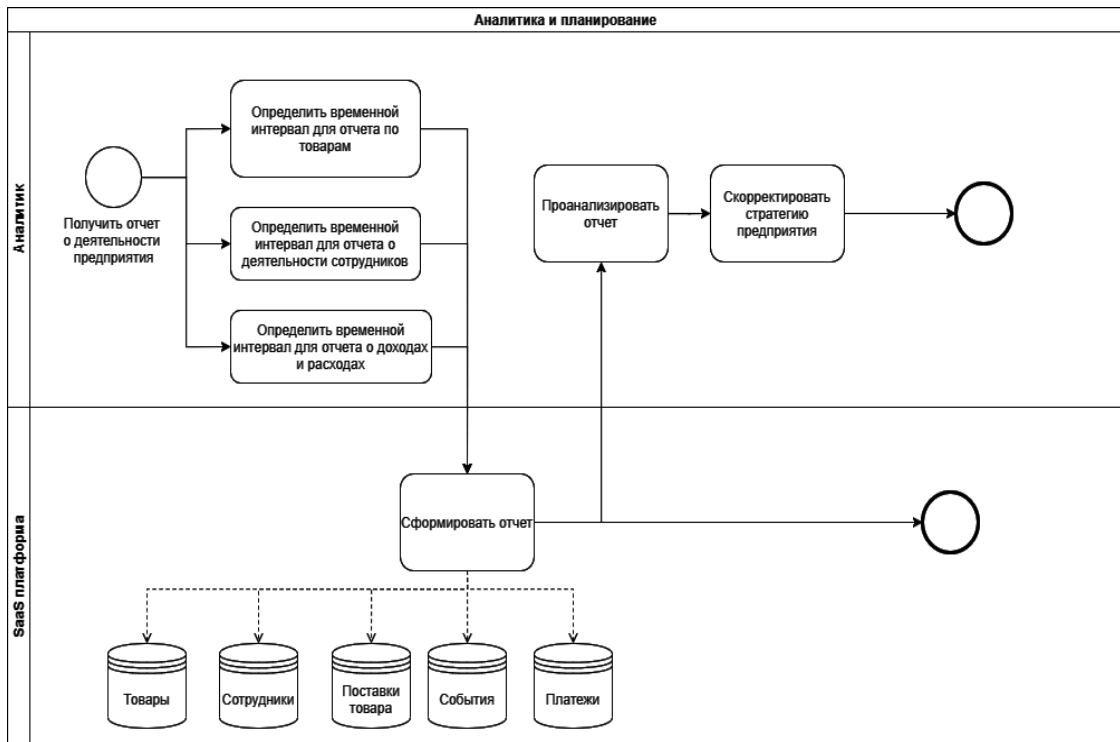 Аналитика и планирование
Аналитик
Получить отчет
о деятельности
предприятия
Определить временной
интервал для отчета по
товарам
Определить временной
интервал для отчета о
деятельности сотрудников
Определить временной
интервал для отчета о доходах
и расходах
Проанализировать
отчет
Скорректировать
стратегию
предприятия
SaaS платформа
Сформировать отчет
Товары
Сотрудники
Поставки
товара
События
Платежи